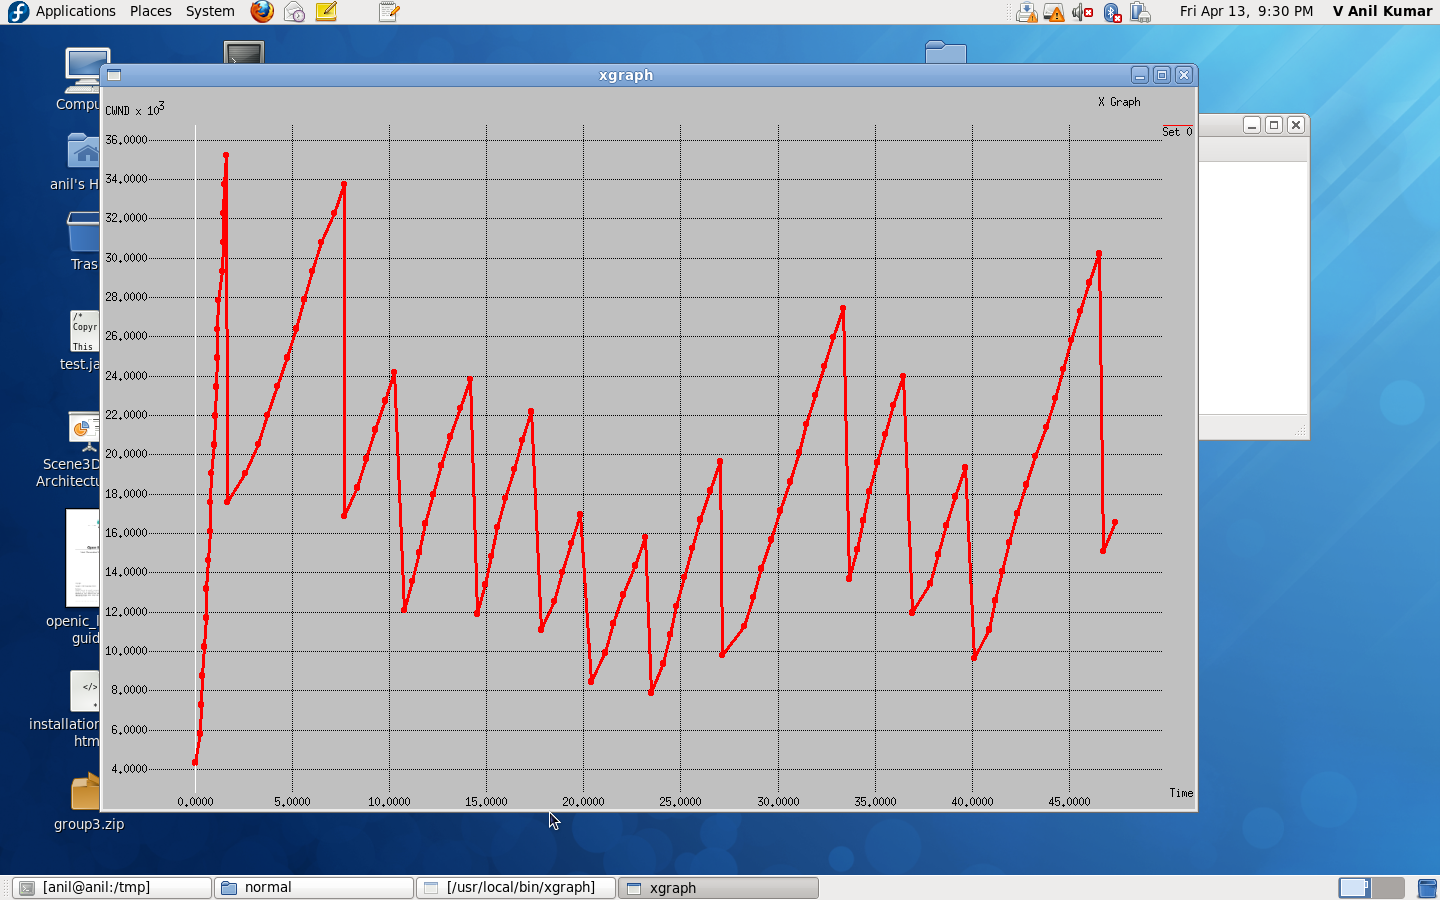 Applications Places System
Fri Apr 13, 9:30 PM V Anil Kumar
xgraph
CWND x 10³
X Graph
Set 0
36.0000
34.0000
32.0000
30.0000
28.0000
26.0000
24.0000
22.0000
20.0000
18.0000
16.0000
14.0000
12.0000
10.0000
8.0000
6.0000
4.0000
0.0000 5.0000 10.0000 15.0000 20.0000 25.0000 30.0000 35.0000 40.0000 45.0000
Time
Compu
anil's H
Tras
/*
Copyr
This
test.ja
Scene3D
Architectu
openic_l
guid
</>
installation
htm
group3.zip
[anil@anil:/tmp]
normal
[/usr/local/bin/xgraph]
xgraph